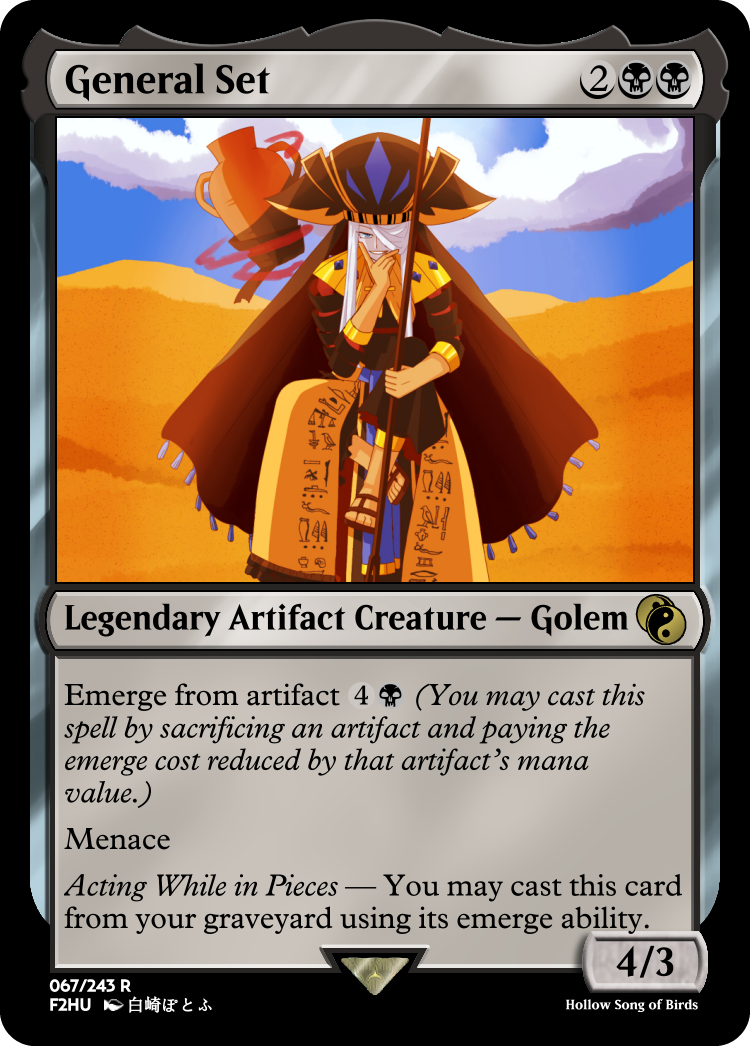 General Set 2
Legendary Artifact Creature — Golem
Emerge from artifact 4 (You may cast this
spell by sacrificing an artifact and paying the
emerge cost reduced by that artifact's mana
value.)
Menace
Acting While in Pieces — You may cast this card
from your graveyard using its emerge ability.
4/3
067/243 R
F2HU 白崎ぽとふ
Hollow Song of Birds